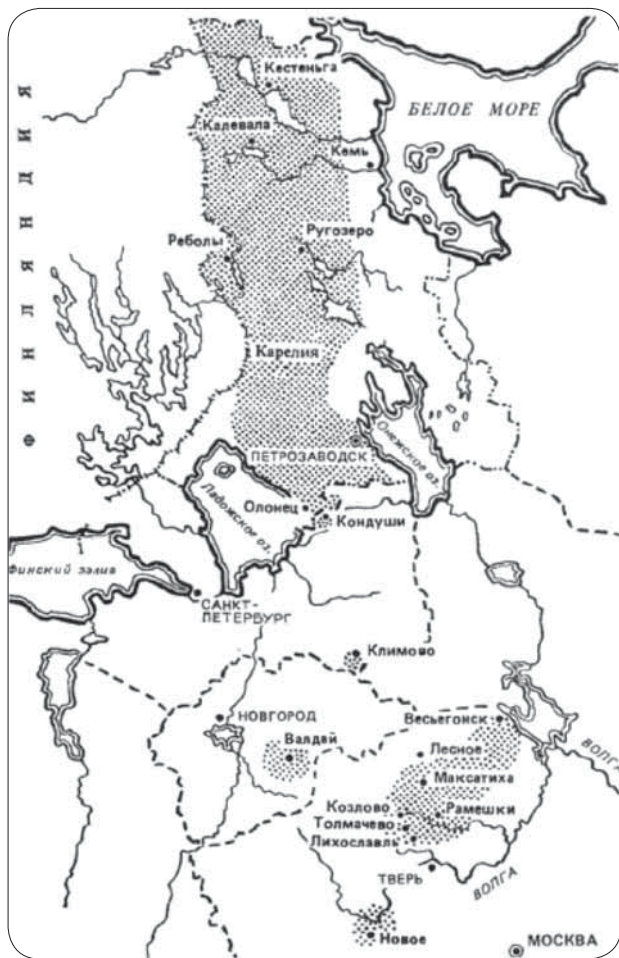 Кестеньга
БЕЛОЕ МОРЕ
Калевала
Кемь
ФИНЛЯНДИЯ
Реболы
Ругозеро
Карелия
ПЕТРОЗАВОДСК
Онежское оз.
Ладожское оз.
Олонец
Кондуши
Финский залив
САНКТ-
ПЕТЕРБУРГ
Климово
НОВГОРОД
Весьегонск
Валдай
Лесное
ВОЛГА
Максатиха
Козлово
Рамешки
Толмачево
Лихославль
ТВЕРЬ
ВОЛГА
Новое
МОСКВА